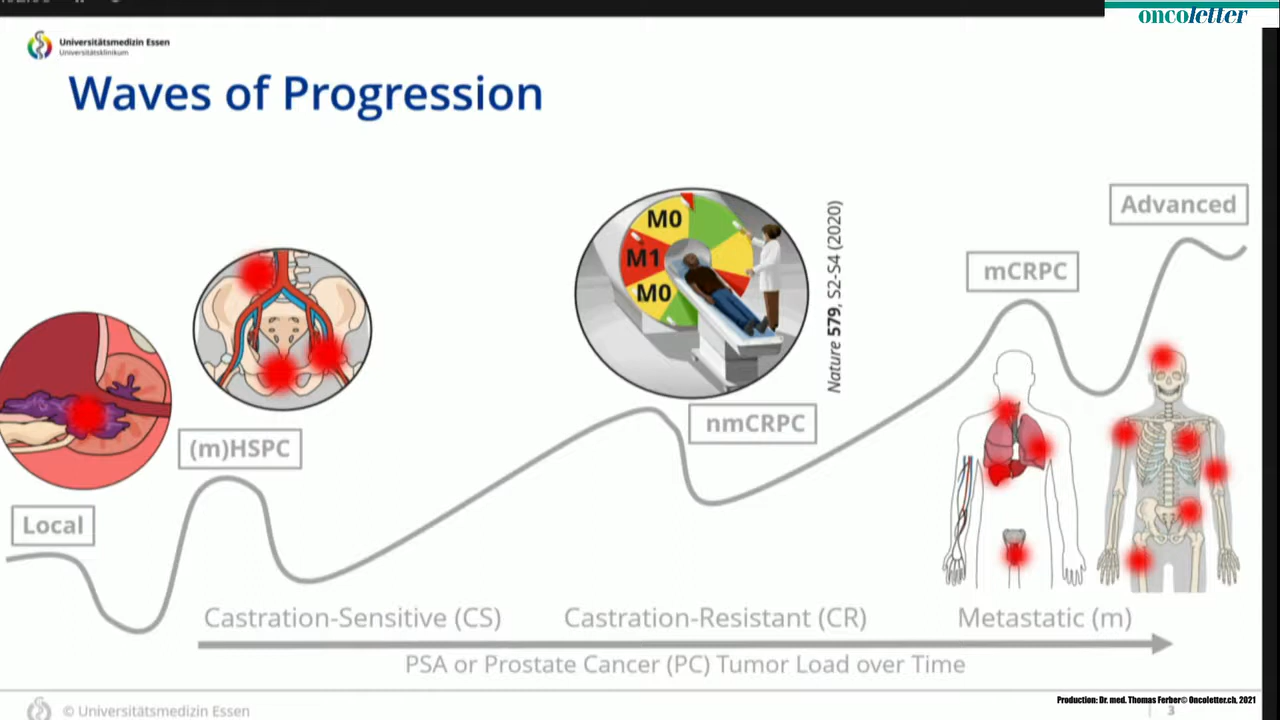 oncoletter
Universitätsmedizin Essen
Universitätsklinikum
Waves of Progression
Advanced
M0
M1
M0
Nature 579, S2-S4 (2020)
mCRPC
nmCRPC
(m)HSPC
Local
Castration-Sensitive (CS)
Castration-Resistant (CR)
Metastatic (m)
PSA or Prostate Cancer (PC) Tumor Load over Time
Production: Dr. med. Thomas Ferber© Oncoletter.ch, 2021
© Universitätsmedizin Essen
3